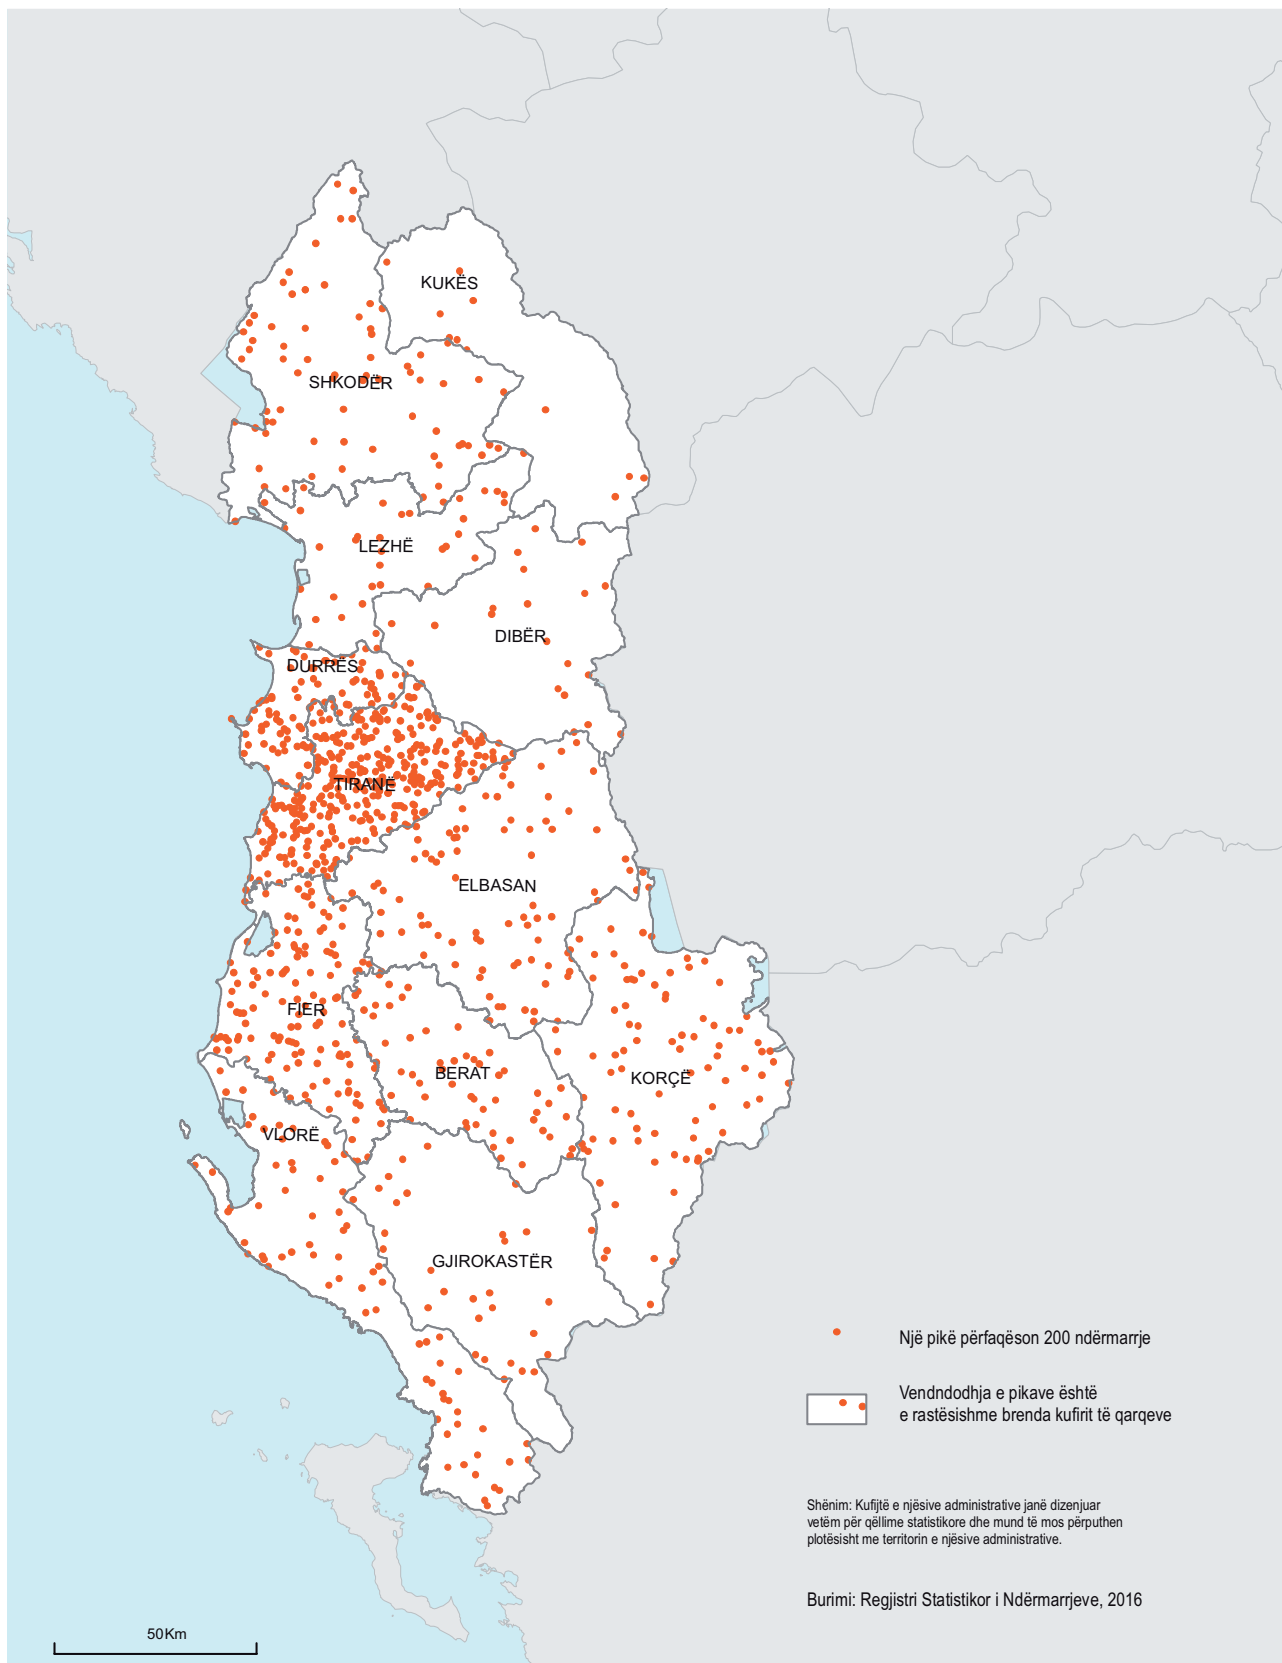 KUKËS
SHKODËR
LEZHË
DIBËR
DURRËS
TIRANË
ELBASAN
FIER
BERAT
KORÇË
VLORË
GJIROKASTËR
Një pikë përfaqëson 200 ndërmarrje
Vendndodhja e pikave është
e rastësishme brenda kufirit të qarqeve
Shënim: Kufijtë e njësive administrative janë dizenjuar
vetëm për qëllime statistikore dhe mund të mos përputhen
plotësisht me territorin e njësive administrative.
Burimi: Regjistri Statistikor i Ndërmarrjeve, 2016
50Km